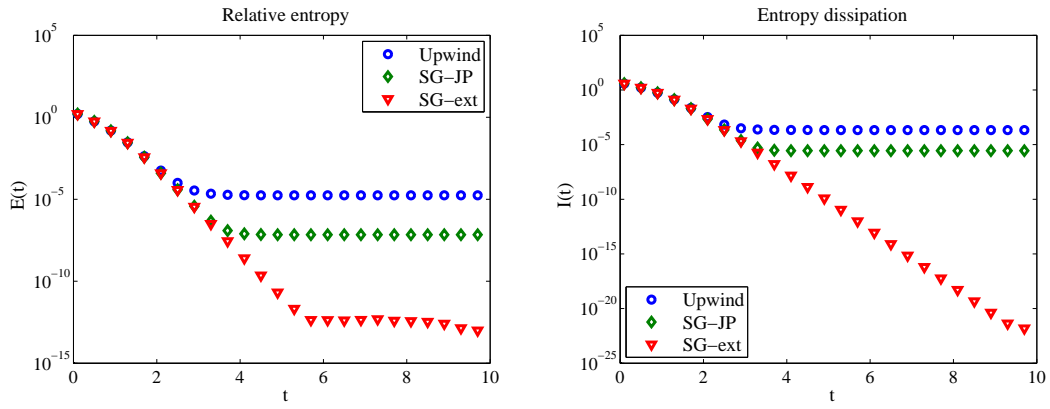 Relative entropy
10^5
10^0
10^-5
10^-10
10^-15
E(t)
Upwind
SG-JP
SG-ext
0 2 4 6 8 10
t
Entropy dissipation
10^5
10^0
10^-5
10^-10
10^-15
10^-20
10^-25
I(t)
Upwind
SG-JP
SG-ext
0 2 4 6 8 10
t